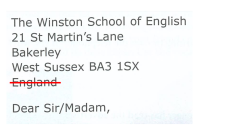 The Winston School of English
21 St Martin's Lane
Bakerley
West Sussex BA3 1SX
England
Dear Sir/Madam,